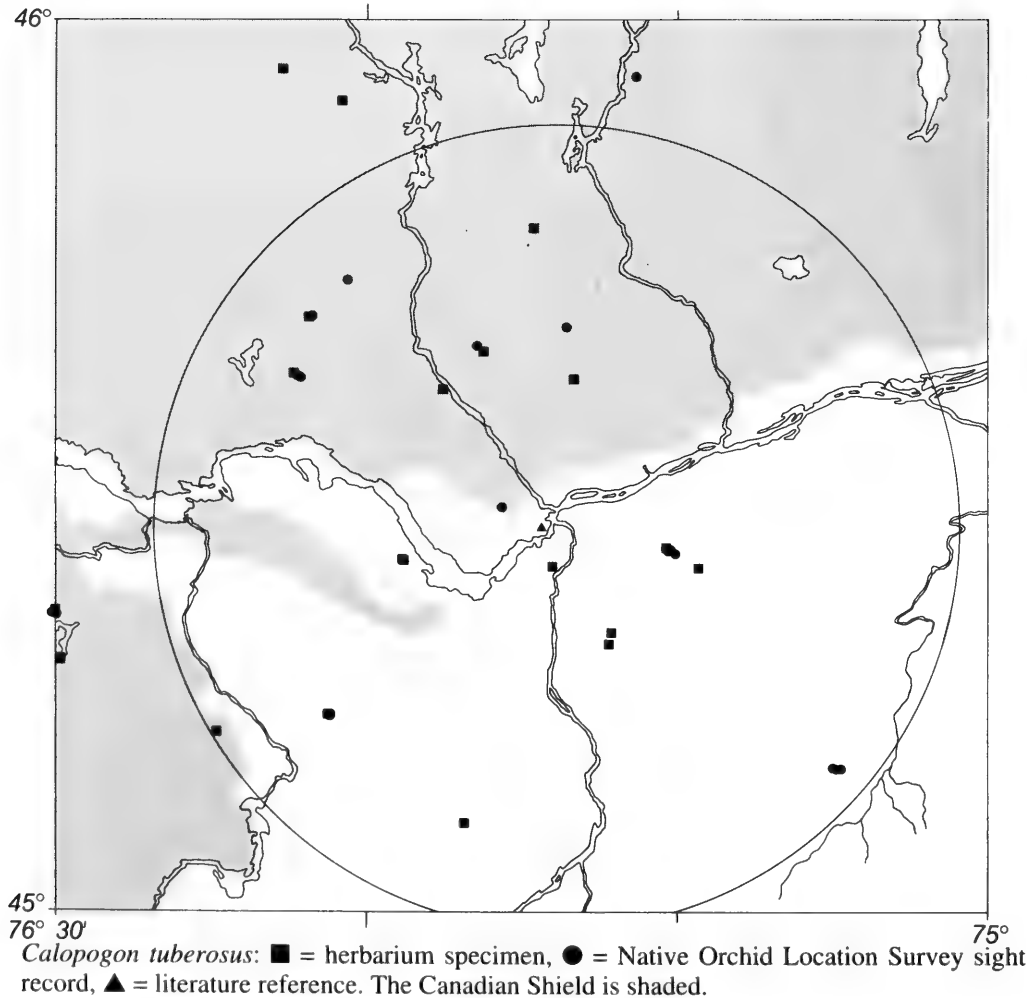 46°
45°
76° 30'
75°
Calopogon tuberosus: ■ = herbarium specimen, ● = Native Orchid Location Survey sight
record, ▲ = literature reference. The Canadian Shield is shaded.